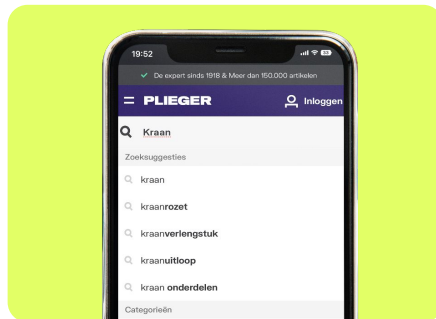 19:52
33
De expert sinds 1918 & Meer dan 150.000 artikelen
PLIEGER
Inloggen
Kraan
Zoeksuggesties
kraan
kraanrozet
kraanverlengstuk
kraanuitloop
kraan onderdelen
Categorieën